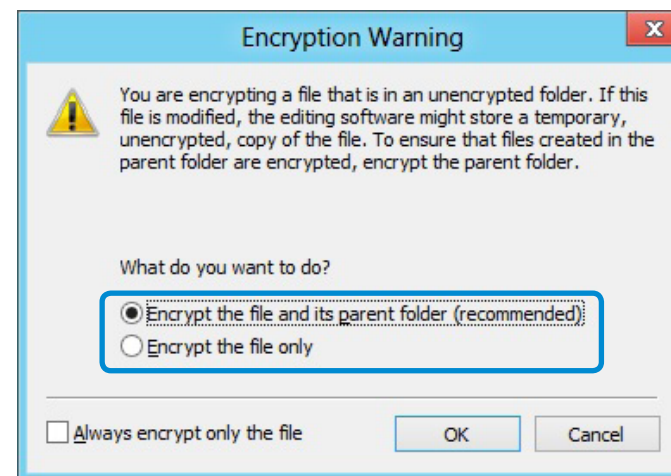 Encryption Warning
You are encrypting a file that is in an unencrypted folder. If this
file is modified, the editing software might store a temporary,
unencrypted, copy of the file. To ensure that files created in the
parent folder are encrypted, encrypt the parent folder.
What do you want to do?
Encrypt the file and its parent folder (recommended)
Encrypt the file only
Always encrypt only the file
OK
Cancel